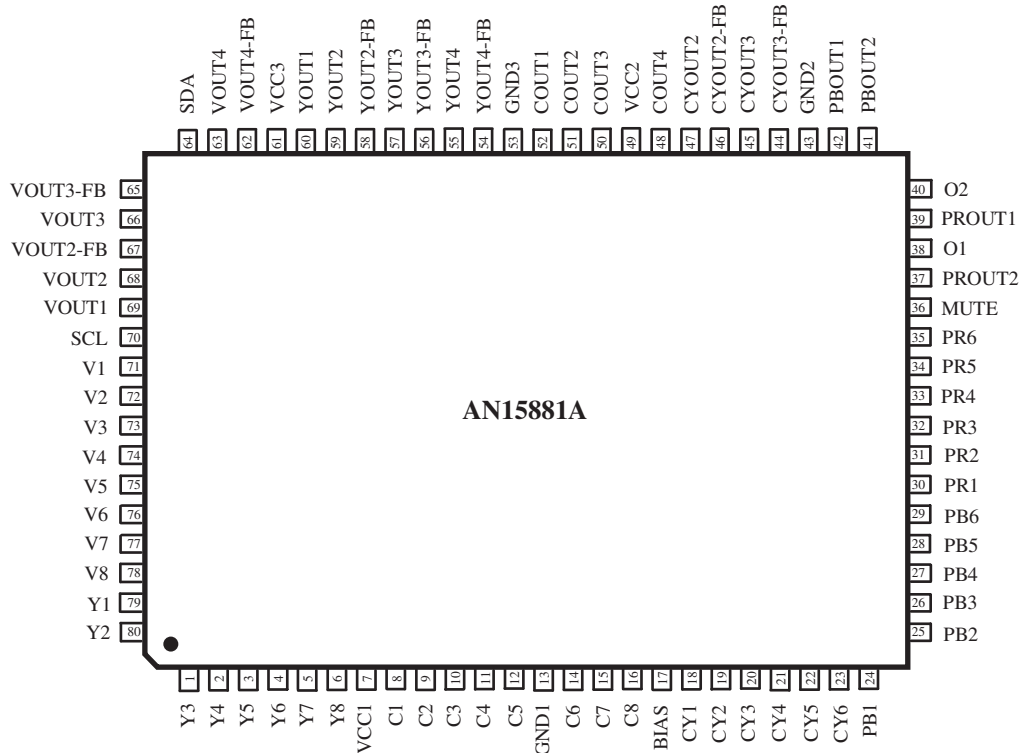 SDA VOUT4 VOUT4-FB VCC3 YOUT1 YOUT2 YOUT2-FB YOUT3 YOUT3-FB YOUT4 YOUT4-FB GND3 COUT1 COUT2 COUT3 VCC2 COUT4 CYOUT2 CYOUT2-FB CYOUT3 CYOUT3-FB GND2 PBOUT1 PBOUT2
64 63 62 61 60 59 58 57 56 55 54 53 52 51 50 49 48 47 46 45 44 43 42 41
VOUT3-FB 65 40 O2
VOUT3 66 39 PROUT1
VOUT2-FB 67 38 O1
VOUT2 68 37 PROUT2
VOUT1 69 36 MUTE
SCL 70 35 PR6
V1 71 34 PR5
V2 72 33 PR4
AN15881A
V3 73 32 PR3
V4 74 31 PR2
V5 75 30 PR1
V6 76 29 PB6
V7 77 28 PB5
V8 78 27 PB4
Y1 79 26 PB3
Y2 80 25 PB2
1 2 3 4 5 6 7 8 9 10 11 12 13 14 15 16 17 18 19 20 21 22 23 24
Y3 Y4 Y5 Y6 Y7 Y8 VCC1 C1 C2 C3 C4 C5 GND1 C6 C7 C8 BIAS CY1 CY2 CY3 CY4 CY5 CY6 PB1